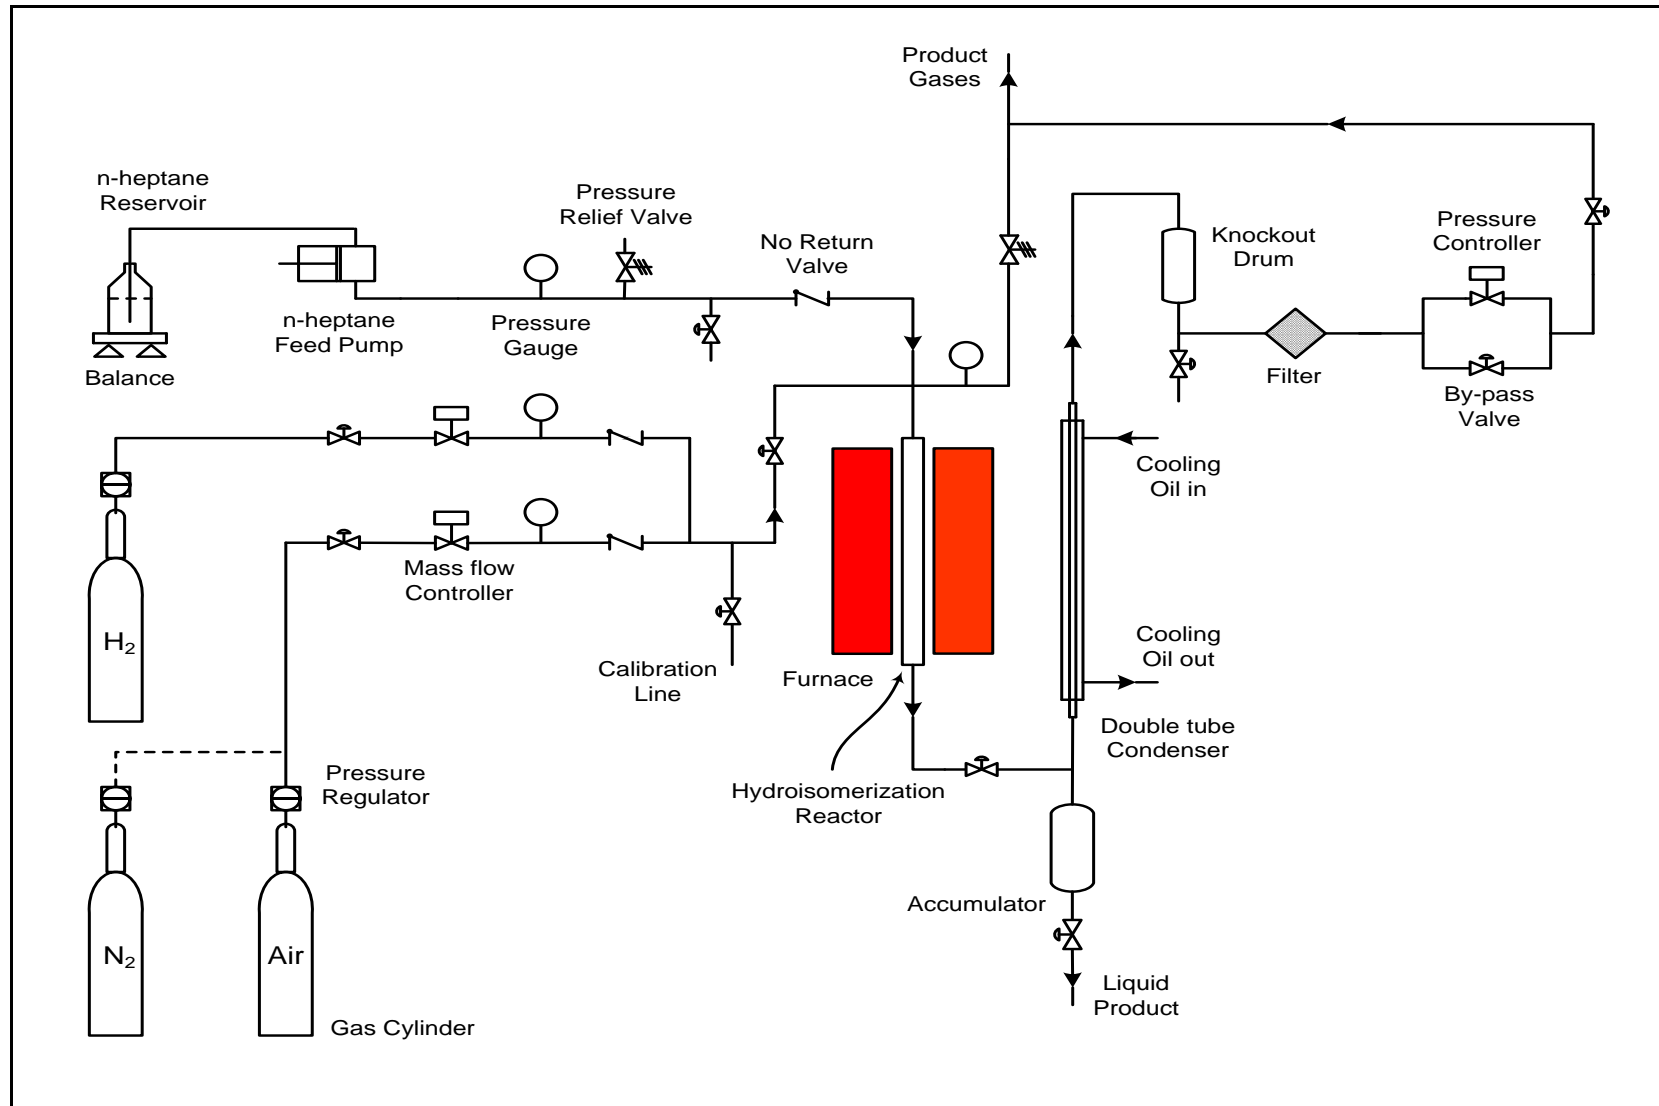 Product
Gases
n-heptane
Reservoir
Pressure
Relief Valve
No Return
Valve
Knockout
Drum
Pressure
Controller
n-heptane
Feed Pump
Pressure
Gauge
Balance
Filter
By-pass
Valve
Cooling
Oil in
Mass flow
Controller
H₂
Calibration
Line
Furnace
Cooling
Oil out
Double tube
Condenser
Pressure
Regulator
Hydroisomerization
Reactor
Accumulator
N₂
Air
Liquid
Product
Gas Cylinder